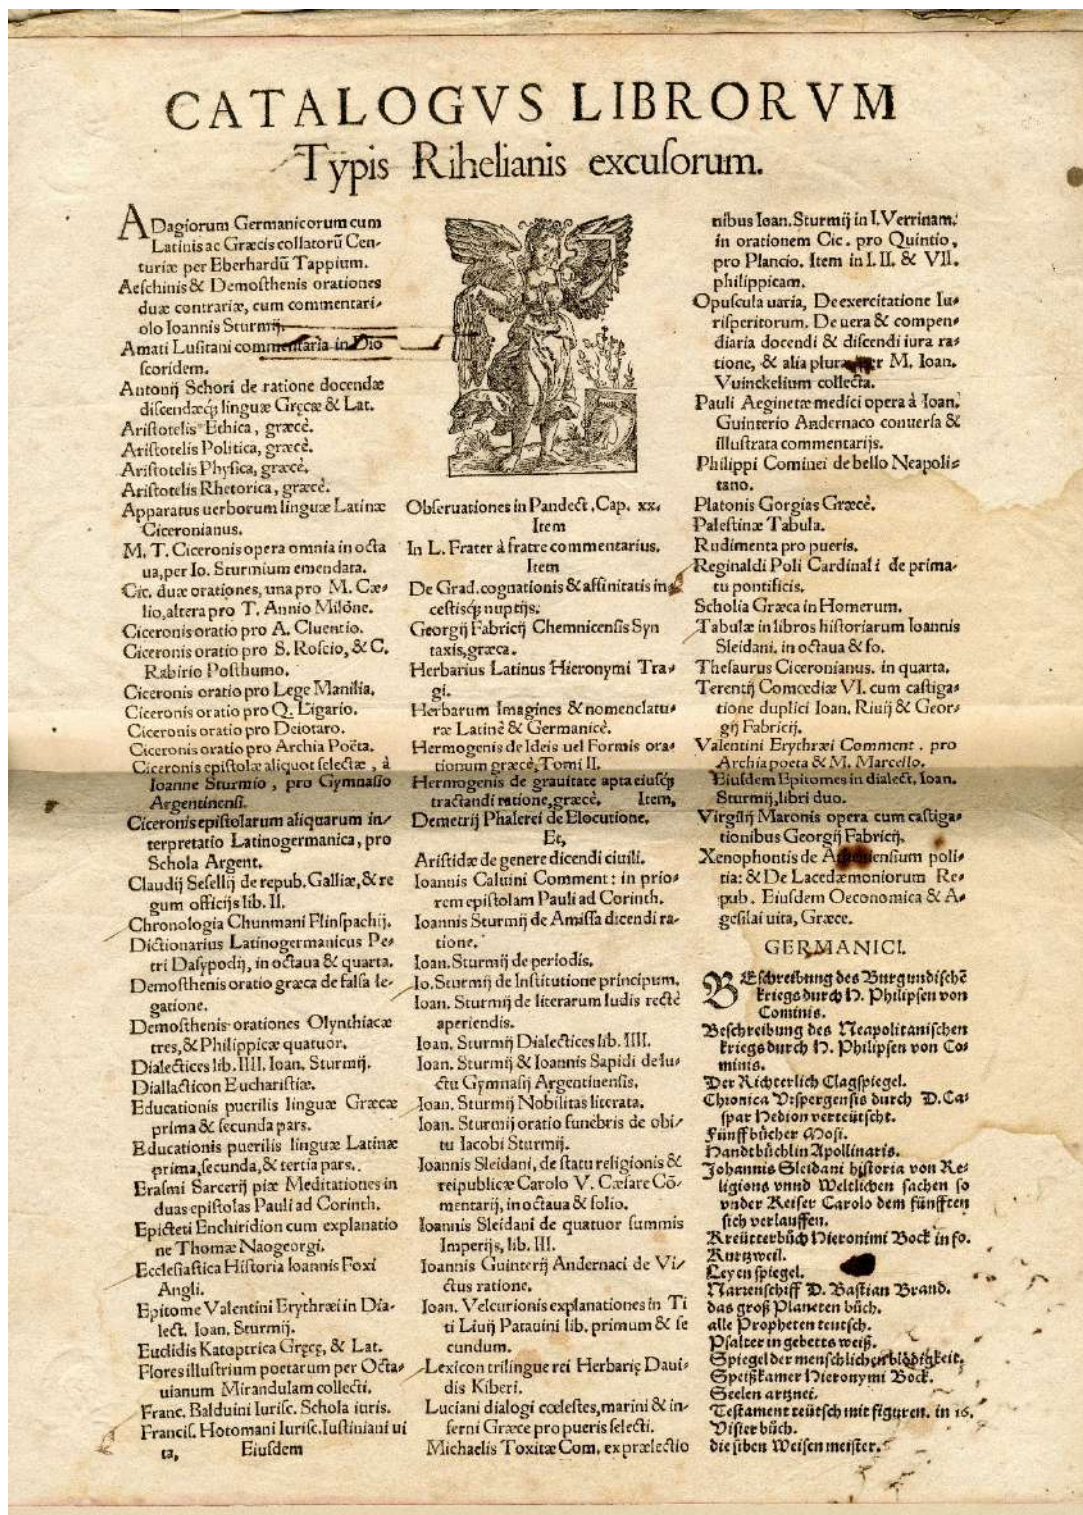 CATALOGVS LIBRORVM
Typis Rihelianis excuſorum.
ADagiorum Germanicorum cum
Latinis ac Græcis collatorũ Cen-
turiæ per Eberhardũ Tappium.
Aeſchinis & Demoſthenis orationes
duæ contrariæ, cum commentari-
olo Ioannis Sturmij.
Amati Luſitani commentaria in Dio
ſcoridem.
Antonij Schori de ratione docendæ
diſcendæq́; linguæ Gręcæ & Lat.
Ariſtotelis Ethica, græcè.
Ariſtotelis Politica, græcè.
Ariſtotelis Phyſica, græcè.
Ariſtotelis Rhetorica, græcè.
Apparatus uerborum linguæ Latinæ
Ciceronianus.
M. T. Ciceronis opera omnia in octa
ua, per Io. Sturmium emendata.
Cic. duæ orationes, una pro M. Cæ-
lio, altera pro T. Annio Milone.
Ciceronis oratio pro A. Cluentio.
Ciceronis oratio pro S. Roſcio, & C.
Rabirio Poſthumo.
Ciceronis oratio pro Lege Manilia.
Ciceronis oratio pro Q. Ligario.
Ciceronis oratio pro Deiotaro.
Ciceronis oratio pro Archia Poëta.
Ciceronis epiſtolæ aliquot ſelectæ, à
Ioanne Sturmio, pro Gymnaſio
Argentinenſi.
Ciceronis epiſtolarum aliquarum in-
terpretatio Latinogermanica, pro
Schola Argent.
Claudij Seſellij de repub. Galliæ, & re
gum officijs lib. II.
Chronologia Chunmani Flinſpachij.
Dictionarius Latinogermanicus Pe-
tri Daſypodij, in octaua & quarta.
Demoſthenis oratio græca de falſa le-
gatione.
Demoſthenis orationes Olynthiacæ
tres, & Philippicæ quatuor.
Dialectices lib. IIII. Ioan. Sturmij.
Diallacticon Euchariſtiæ.
Educationis puerilis linguæ Græcæ
prima & ſecunda pars.
Educationis puerilis linguæ Latinæ
prima, ſecunda, & tertia pars.
Eraſmi Sarcerij piæ Meditationes in
duas epiſtolas Pauli ad Corinth.
Epicteti Enchiridion cum explanatio
ne Thomæ Naogeorgi.
Eccleſiaſtica Hiſtoria Ioannis Foxi
Angli.
Epitome Valentini Erythræi in Dia-
lect. Ioan. Sturmij.
Euclidis Katoptrica Gręcę, & Lat.
Flores illuſtrium poetarum per Octa-
uianum Mirandulam collecti.
Franc. Balduini Iuriſc. Schola iuris.
Franciſ. Hotomani Iuriſc. Iuſtiniani ui
ta, Eiuſdem
Obſeruationes in Pandect. Cap. xx.
Item
In L. Frater à fratre commentarius.
Item
De Grad. cognationis & affinitatis in-
ceſtisq́; nuptijs.
Georgij Fabricij Chemnicenſis Syn
taxis, græca.
Herbarius Latinus Hieronymi Tra-
gi.
Herbarum Imagines & nomenclatu-
ræ Latinè & Germanicè.
Hermogenis de Ideis uel Formis ora-
tionum græcè, Tomi II.
Hermogenis de grauitate apta eiusq́;
tractandi ratione, græcè. Item,
Demetrij Phalerei de Elocutione.
Et,
Ariſtidæ de genere dicendi ciuili.
Ioannis Caluini Comment: in prio-
rem epiſtolam Pauli ad Corinth.
Ioannis Sturmij de Amiſſa dicendi ra-
tione.
Ioan. Sturmij de periodis.
Io. Sturmij de Inſtitutione principum.
Ioan. Sturmij de literarum ludis rectè
aperiendis.
Ioan. Sturmij Dialectices lib. IIII.
Ioan. Sturmij & Ioannis Sapidi de lu-
ctu Gymnaſij Argentinenſis.
Ioan. Sturmij Nobilitas literata.
Ioan. Sturmij oratio funebris de obi-
tu Iacobi Sturmij.
Ioannis Sleidani, de ſtatu religionis &
reipublicæ Carolo V. Cæſare Cō-
mentarij, in octaua & folio.
Ioannis Sleidani de quatuor ſummis
Imperijs, lib. III.
Ioannis Guinterij Andernaci de Vi-
ctus ratione.
Ioan. Velcurionis explanationes in Ti
ti Liuij Patauini lib. primum & ſe
cundum.
Lexicon trilingue rei Herbarię Daui-
dis Kiberi.
Luciani dialogi cœleſtes, marini & in-
ferni Græce pro pueris ſelecti.
Michaelis Toxitæ Com. ex prælectio
nibus Ioan. Sturmij in I. Verrinam.
in orationem Cic. pro Quintio,
pro Plancio. Item in I. II. & VII.
philippicam.
Opuſcula uaria, De exercitatione Iu-
riſperitorum. De uera & compen-
diaria docendi & diſcendi iura ra-
tione, & alia plura per M. Ioan.
Vuinckelium collecta.
Pauli Aeginetæ medici opera à Ioan.
Guinterio Andernaco conuerſa &
illuſtrata commentarijs.
Philippi Cominei de bello Neapoli-
tano.
Platonis Gorgias Græcè.
Paleſtinæ Tabula.
Rudimenta pro pueris.
Reginaldi Poli Cardinali de prima-
tu pontificis.
Scholia Græca in Homerum.
Tabulæ in libros hiſtoriarum Ioannis
Sleidani. in octaua & fo.
Theſaurus Ciceronianus. in quarta.
Terentij Comœdiæ VI. cum caſtiga-
tione duplici Ioan. Riuij & Geor-
gij Fabricij.
Valentini Erythræi Comment. pro
Archia poeta & M. Marcello.
Eiuſdem Epitomes in dialect. Ioan.
Sturmij, libri duo.
Virgilij Maronis opera cum caſtiga-
tionibus Georgij Fabricij.
Xenophontis de Athenienſium poli-
tia: & De Lacedæmoniorum Re-
pub. Eiuſdem Oeconomica & A-
geſilai uita, Græce.
GERMANICI.
BEſchreibung des Burgundiſchẽ
kriegs durch H. Philipſen von
Cominis.
Beſchreibung des Neapolitaniſchen
kriegs durch H. Philipſen von Co-
minis.
Der Richterlich Clagſpiegel.
Chronica Vrſpergenſis durch D. Ca-
ſpar Hedion verteütſcht.
Fünff bücher Moſi.
Handtbüchlin Apollinaris.
Johannis Sleidani hiſtoria von Re-
ligions vnnd Weltlichen ſachen ſo
vnder Keiſer Carolo dem fünfften
ſich verlauffen.
Kreütterbůch Hieronimi Bock in fo.
Kurtzweil.
Leyen ſpiegel.
Narrenſchiff D. Baſtian Brand.
das groß Planeten bůch.
alle Propheten teutſch.
Pſalter in gebetts weiß.
Spiegel der menſchlichen blödigkeit.
Speißkamer Hieronymi Bock.
Seelen artznei.
Teſtament teütſch mit figuren. in 16.
Viſier bůch.
die ſiben Weiſen meiſter.